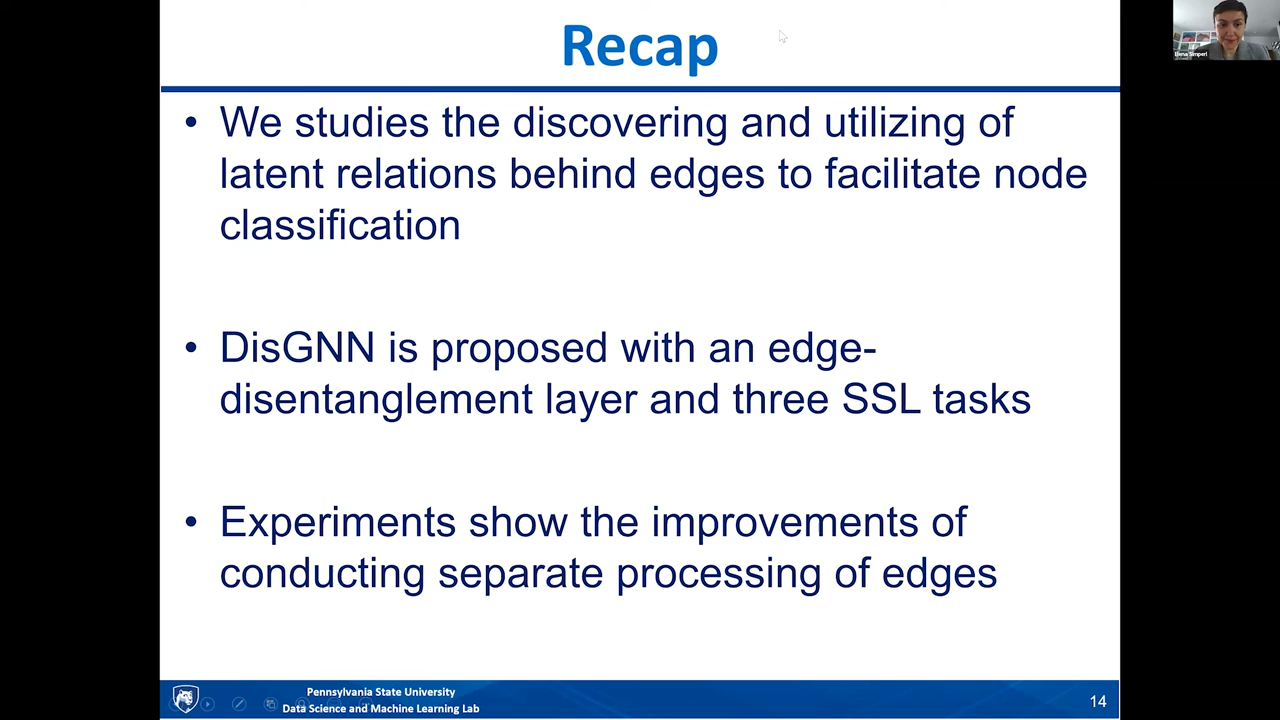 Recap
• We studies the discovering and utilizing of
latent relations behind edges to facilitate node
classification
• DisGNN is proposed with an edge-
disentanglement layer and three SSL tasks
• Experiments show the improvements of
conducting separate processing of edges
Pennsylvania State University
Data Science and Machine Learning Lab
14
Elena Simperl